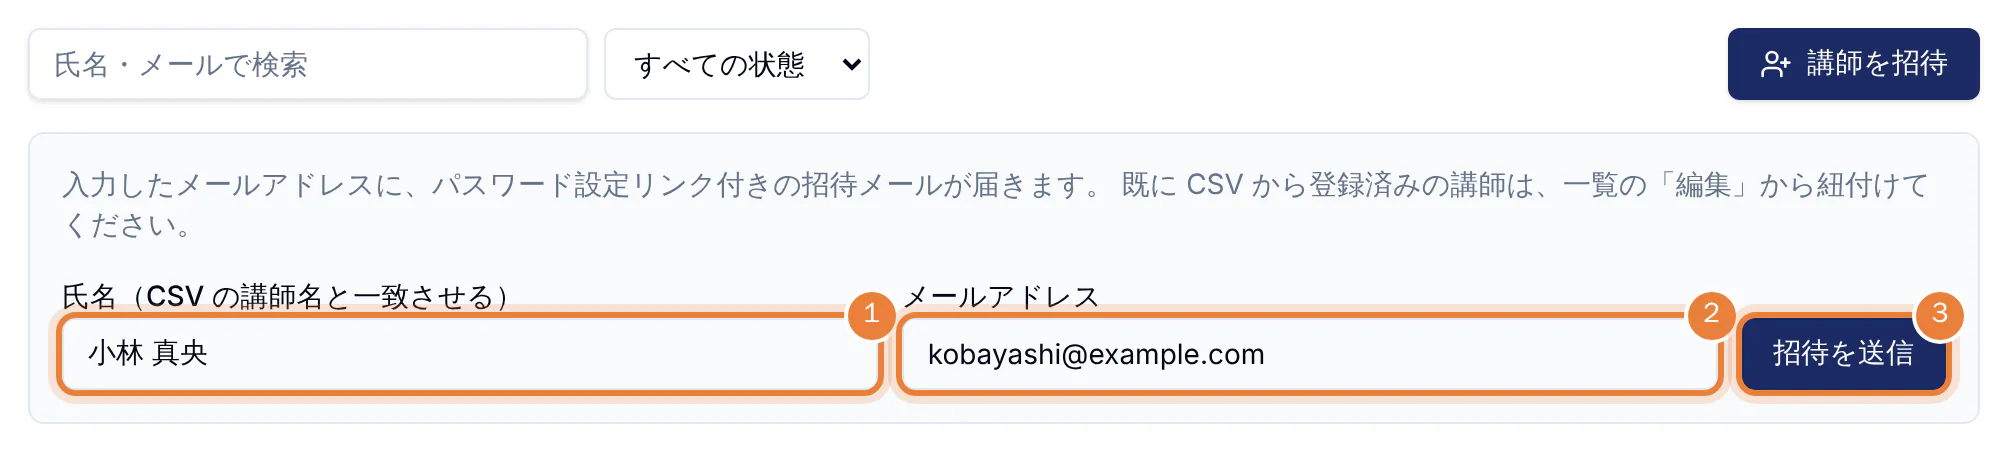 氏名・メールで検索
すべての状態
講師を招待
入力したメールアドレスに、パスワード設定リンク付きの招待メールが届きます。 既に CSV から登録済みの講師は、一覧の「編集」から紐付けて
ください。
氏名（CSV の講師名と一致させる）
1
小林 真央
メールアドレス
2
kobayashi@example.com
3
招待を送信